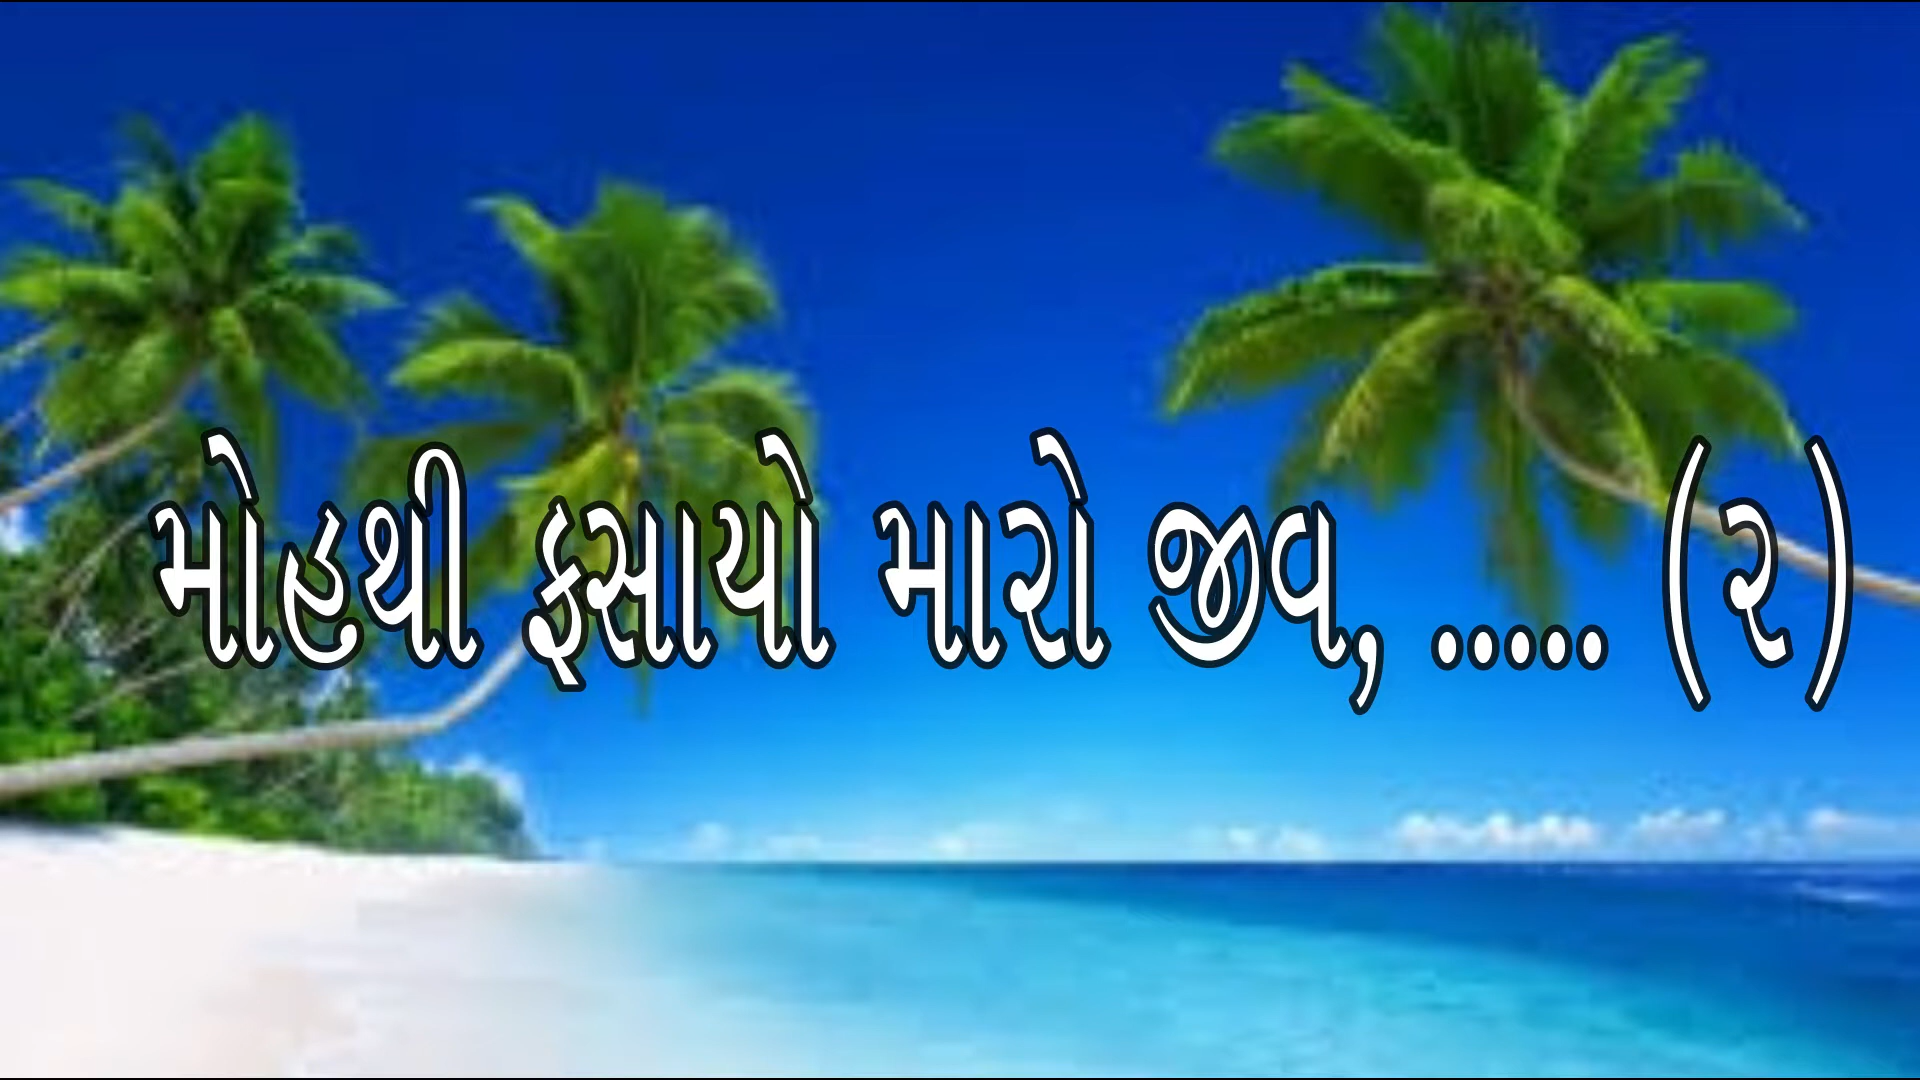 મોહથી ફસાયો મારો જીવ, ..... (૨)